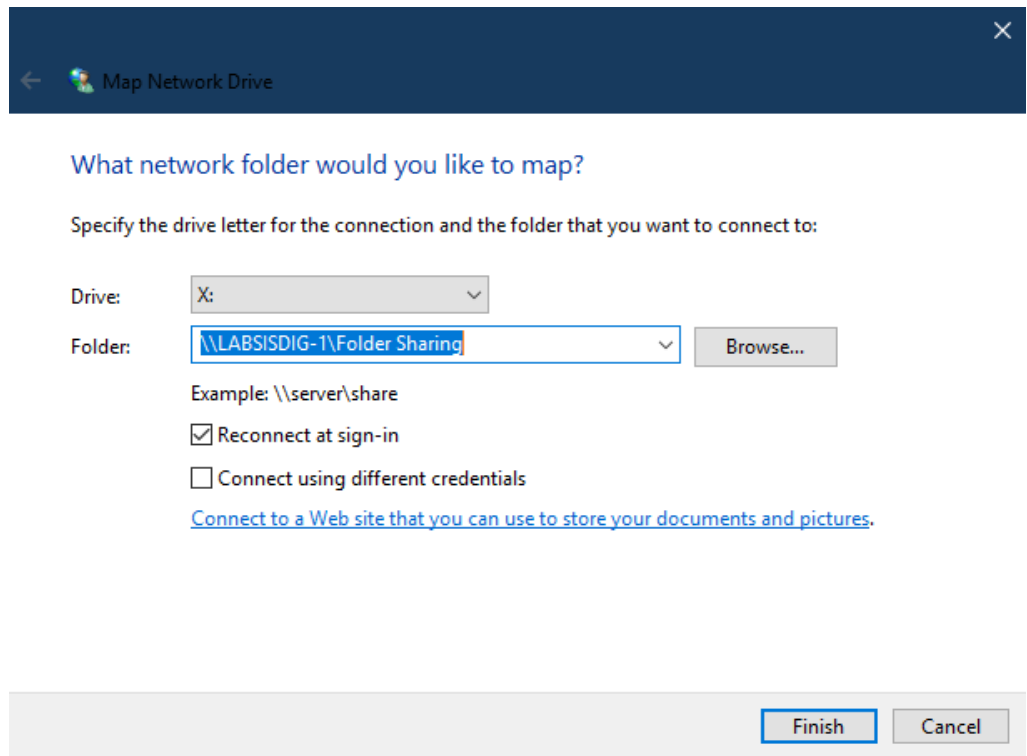 Map Network Drive
What network folder would you like to map?
Specify the drive letter for the connection and the folder that you want to connect to:
Drive: X:
Folder: \\LABSISDIG-1\Folder Sharing Browse...
Example: \\server\share
Reconnect at sign-in
Connect using different credentials
Connect to a Web site that you can use to store your documents and pictures.
Finish Cancel